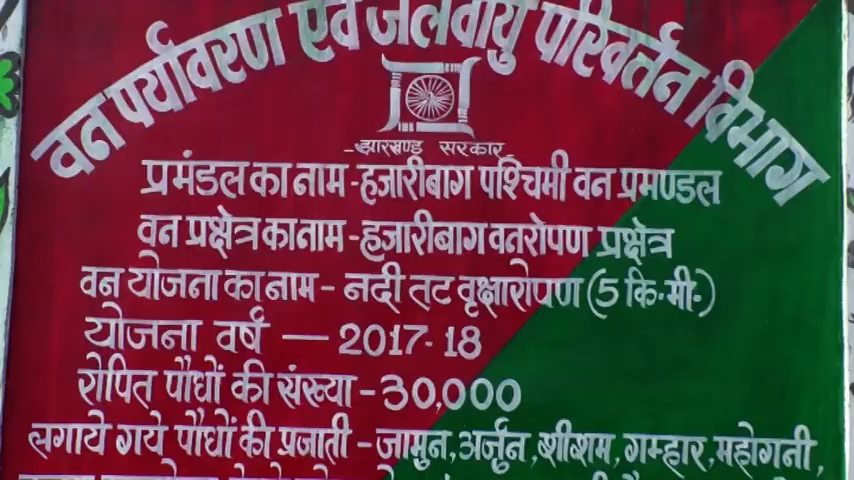 वन पर्यावरण एवं जलवायु परिवर्तन विभाग
झारखण्ड सरकार
प्रमंडल का नाम - हजारीबाग पश्चिमी वन प्रमण्डल
वन प्रक्षेत्र का नाम - हजारीबाग वनरोपण प्रक्षेत्र
वन योजना का नाम - नदी तट वृक्षारोपण (5 कि.मी.)
योजना वर्ष — 2017-18
रोपित पौधों की संख्या - 30,000
लगाये गये पौधों की प्रजाती - जामुन, अर्जुन, शीशम, गम्हार, महोगनी,